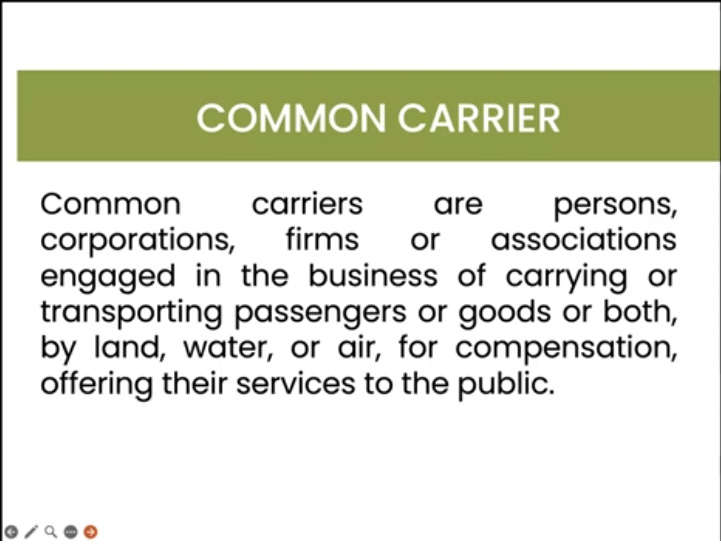 COMMON CARRIER
Common carriers are persons,
corporations, firms or associations
engaged in the business of carrying or
transporting passengers or goods or both,
by land, water, or air, for compensation,
offering their services to the public.